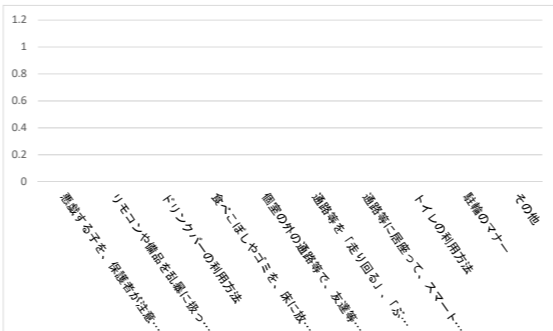 1.2
1
0.8
0.6
0.4
0.2
0
悪戯する子を、保護者が注意…
リモコンや備品を乱暴に扱っ…
ドリンクバーの利用方法
食べこぼしやゴミを、床に放…
個室の外の通路等で、友達等…
通路等を「走り回る」、「ぶ…
通路等に居座って、スマート…
トイレの利用方法
駐輪のマナー
その他